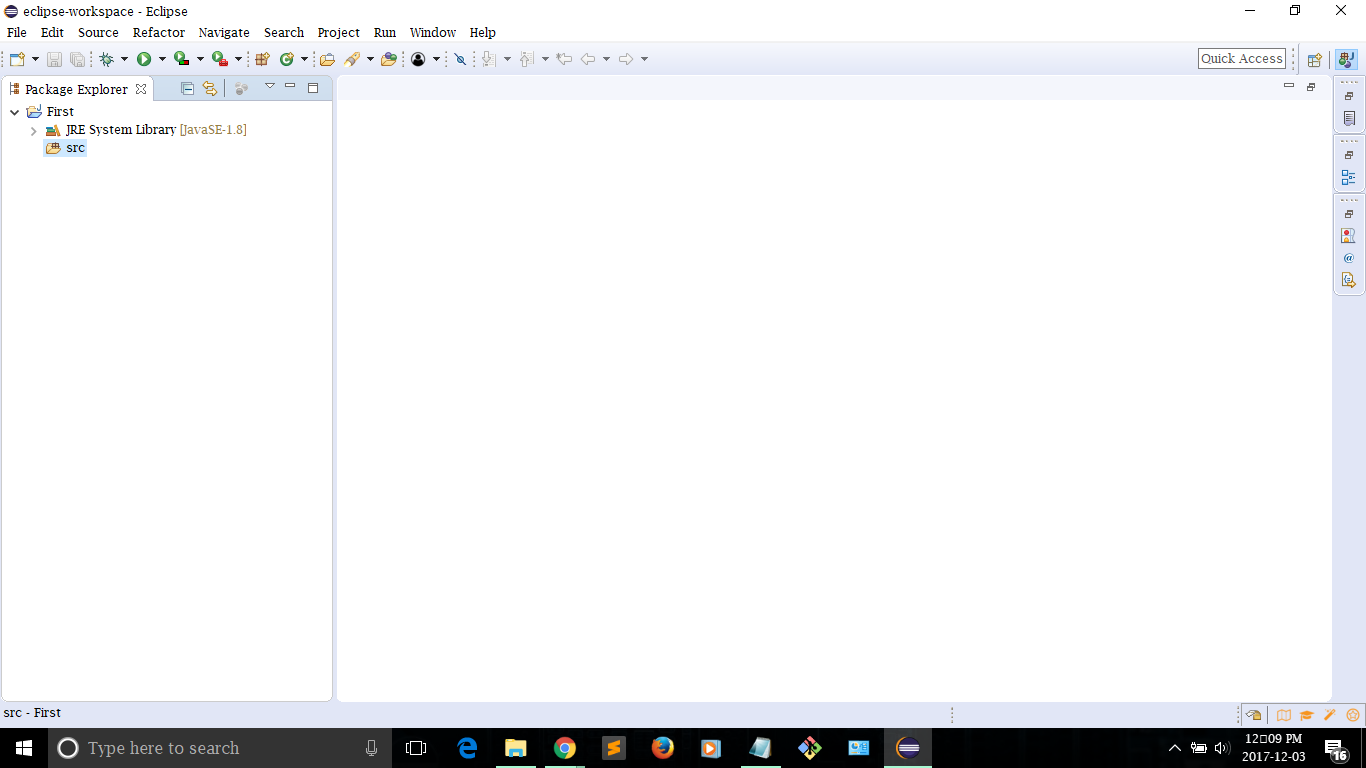 eclipse-workspace - Eclipse
File Edit Source Refactor Navigate Search Project Run Window Help
Quick Access
Package Explorer
First
JRE System Library [JavaSE-1.8]
src
src - First
Type here to search
12□09 PM
2017-12-03
16